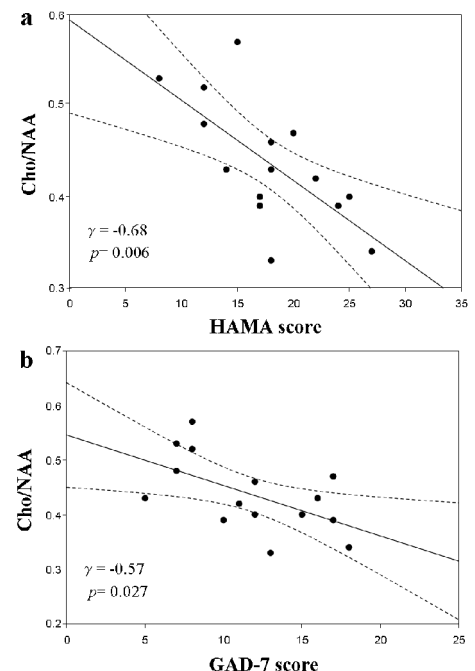 a
0.6
0.5
0.4
0.3
Cho/NAA
γ = -0.68
p= 0.006
0 5 10 15 20 25 30 35
HAMA score
b
0.7
0.6
0.5
0.4
0.3
0.2
Cho/NAA
γ = -0.57
p= 0.027
0 5 10 15 20 25
GAD-7 score